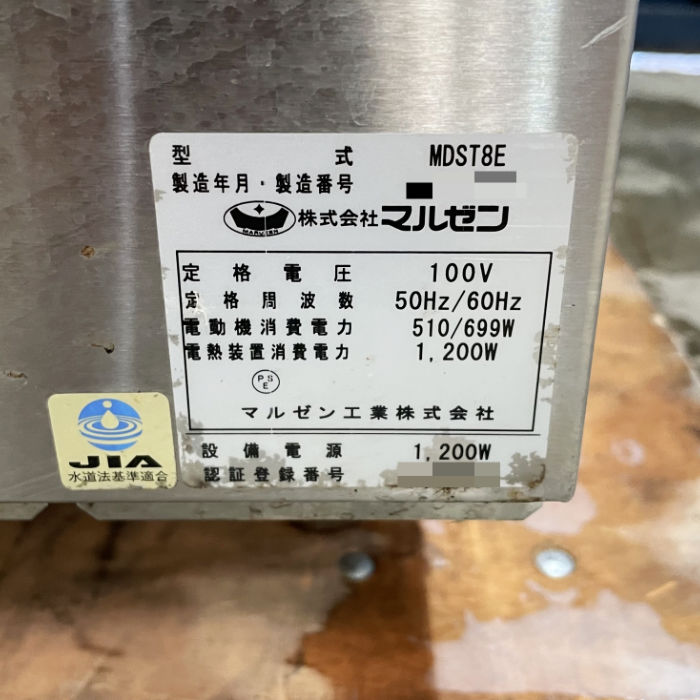 型式 MDST8E
製造年月・製造番号
MARUZEN 株式会社マルゼン
定格電圧 100V
定格周波数 50Hz/60Hz
電動機消費電力 510/699W
電熱装置消費電力 1,200W
PSE
マルゼン工業株式会社
設備電源 1,200W
認証登録番号
JIA
水道法基準適合